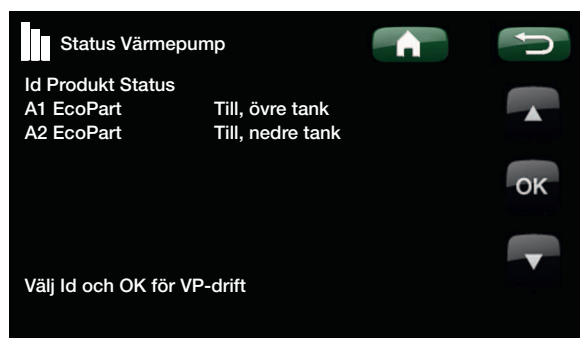 Status Värmepump
Id Produkt Status
A1 EcoPart Till, övre tank
A2 EcoPart Till, nedre tank
OK
Välj Id och OK för VP-drift